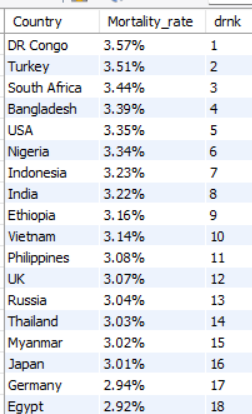 Country Mortality_rate drnk
DR Congo 3.57% 1
Turkey 3.51% 2
South Africa 3.44% 3
Bangladesh 3.39% 4
USA 3.35% 5
Nigeria 3.34% 6
Indonesia 3.23% 7
India 3.22% 8
Ethiopia 3.16% 9
Vietnam 3.14% 10
Philippines 3.08% 11
UK 3.07% 12
Russia 3.04% 13
Thailand 3.03% 14
Myanmar 3.02% 15
Japan 3.01% 16
Germany 2.94% 17
Egypt 2.92% 18